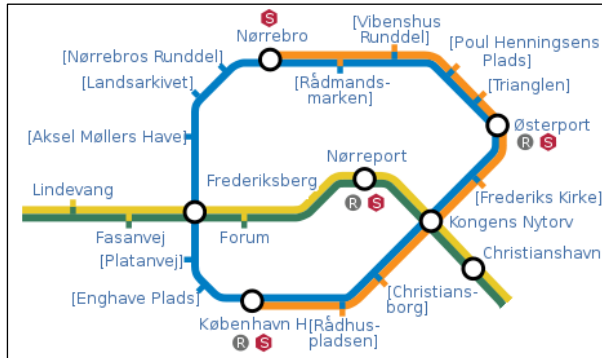 S
Nørrebro
[Vibenshus
Runddel]
[Nørrebros Runddel]
[Poul Henningsens
Plads]
[Landsarkivet]
[Rådmands-
marken]
[Trianglen]
[Aksel Møllers Have]
Østerport
R S
Nørreport
R S
Lindevang
Frederiksberg
[Frederiks Kirke]
Kongens Nytorv
Fasanvej
Forum
Christianshavn
[Platanvej]
[Enghave Plads]
[Christians-
borg]
København H
R S
[Rådhus-
pladsen]